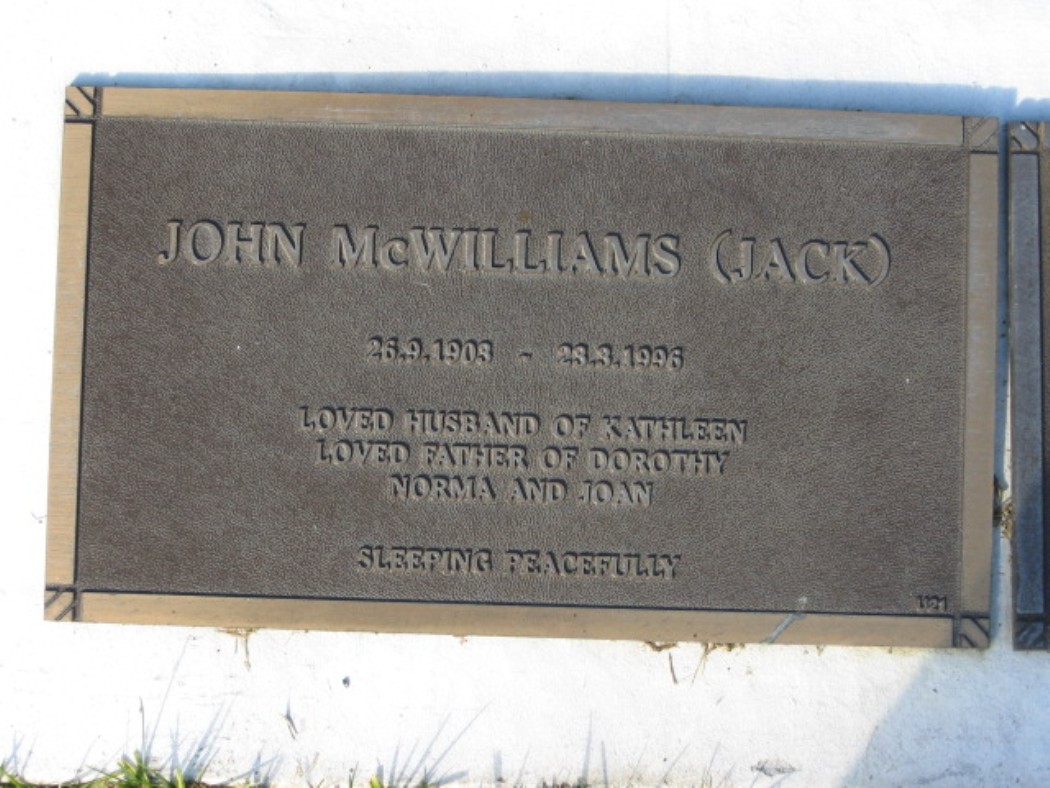 JOHN McWILLIAMS (JACK)
26.9.1903 - 23.3.1996
LOVED HUSBAND OF KATHLEEN
LOVED FATHER OF DOROTHY
NORMA AND JOAN
SLEEPING PEACEFULLY